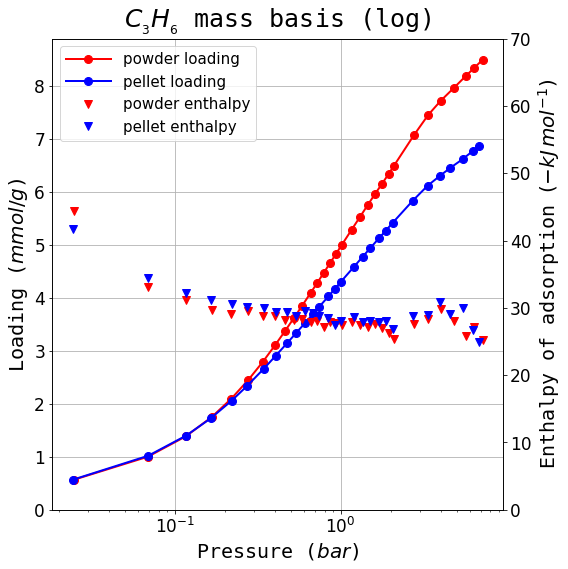 C₃H₆ mass basis (log)
powder loading
pellet loading
powder enthalpy
pellet enthalpy
Loading (mmol/g)
8
7
6
5
4
3
2
1
0
70
60
50
40
30
20
10
0
Enthalpy of adsorption (−kJ mol⁻¹)
10⁻¹
10⁰
Pressure (bar)